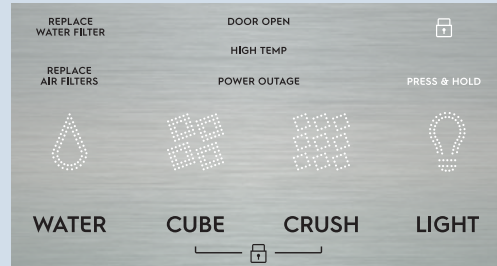 REPLACE
WATER FILTER
DOOR OPEN
HIGH TEMP
REPLACE
AIR FILTERS
POWER OUTAGE
PRESS & HOLD
WATER
CUBE
CRUSH
LIGHT